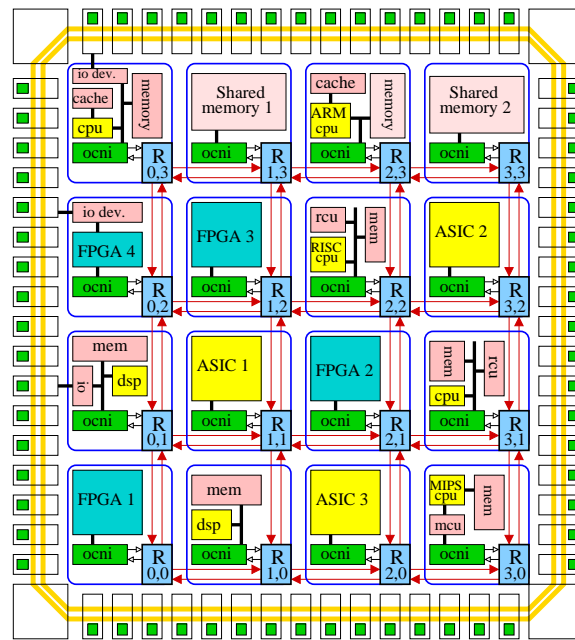 io dev.
cache
cpu
memory
ocni
R
0,3
Shared
memory 1
ocni
R
1,3
cache
ARM
cpu
memory
ocni
R
2,3
Shared
memory 2
ocni
R
3,3
io dev.
FPGA 4
ocni
R
0,2
FPGA 3
ocni
R
1,2
rcu
RISC
cpu
mem
ocni
R
2,2
ASIC 2
ocni
R
3,2
mem
io
dsp
ocni
R
0,1
ASIC 1
ocni
R
1,1
FPGA 2
ocni
R
2,1
mem
rcu
cpu
ocni
R
3,1
FPGA 1
ocni
R
0,0
mem
dsp
ocni
R
1,0
ASIC 3
ocni
R
2,0
MIPS
cpu
mem
mcu
ocni
R
3,0